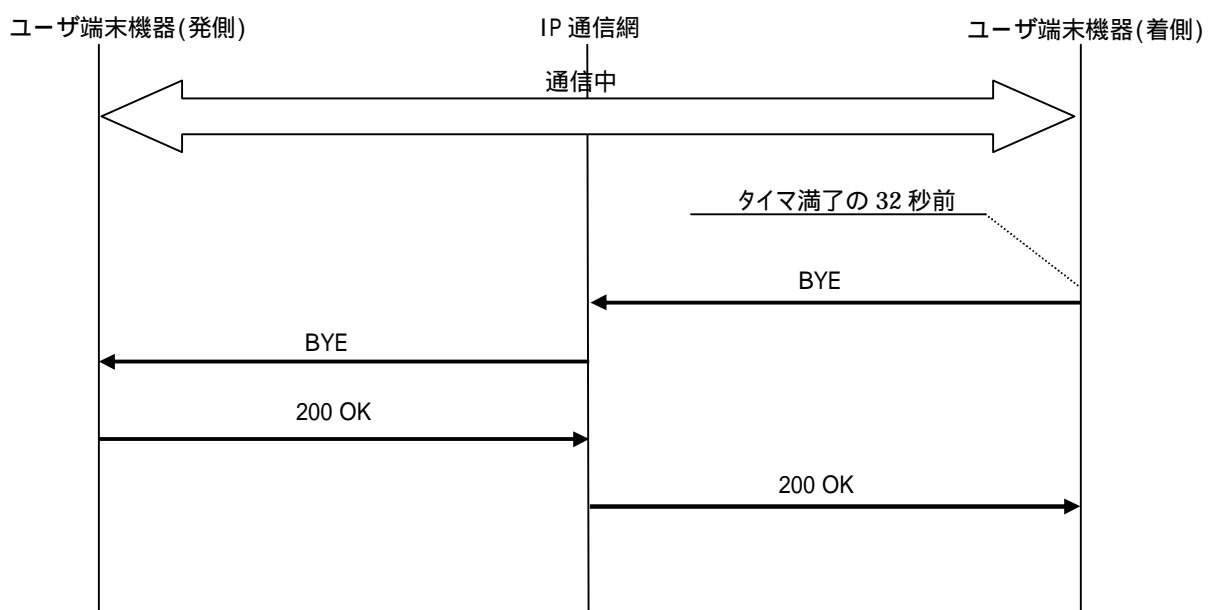 ユーザ端末機器(発側)
IP 通信網
ユーザ端末機器(着側)
通信中
タイマ満了の 32 秒前
BYE
BYE
200 OK
200 OK